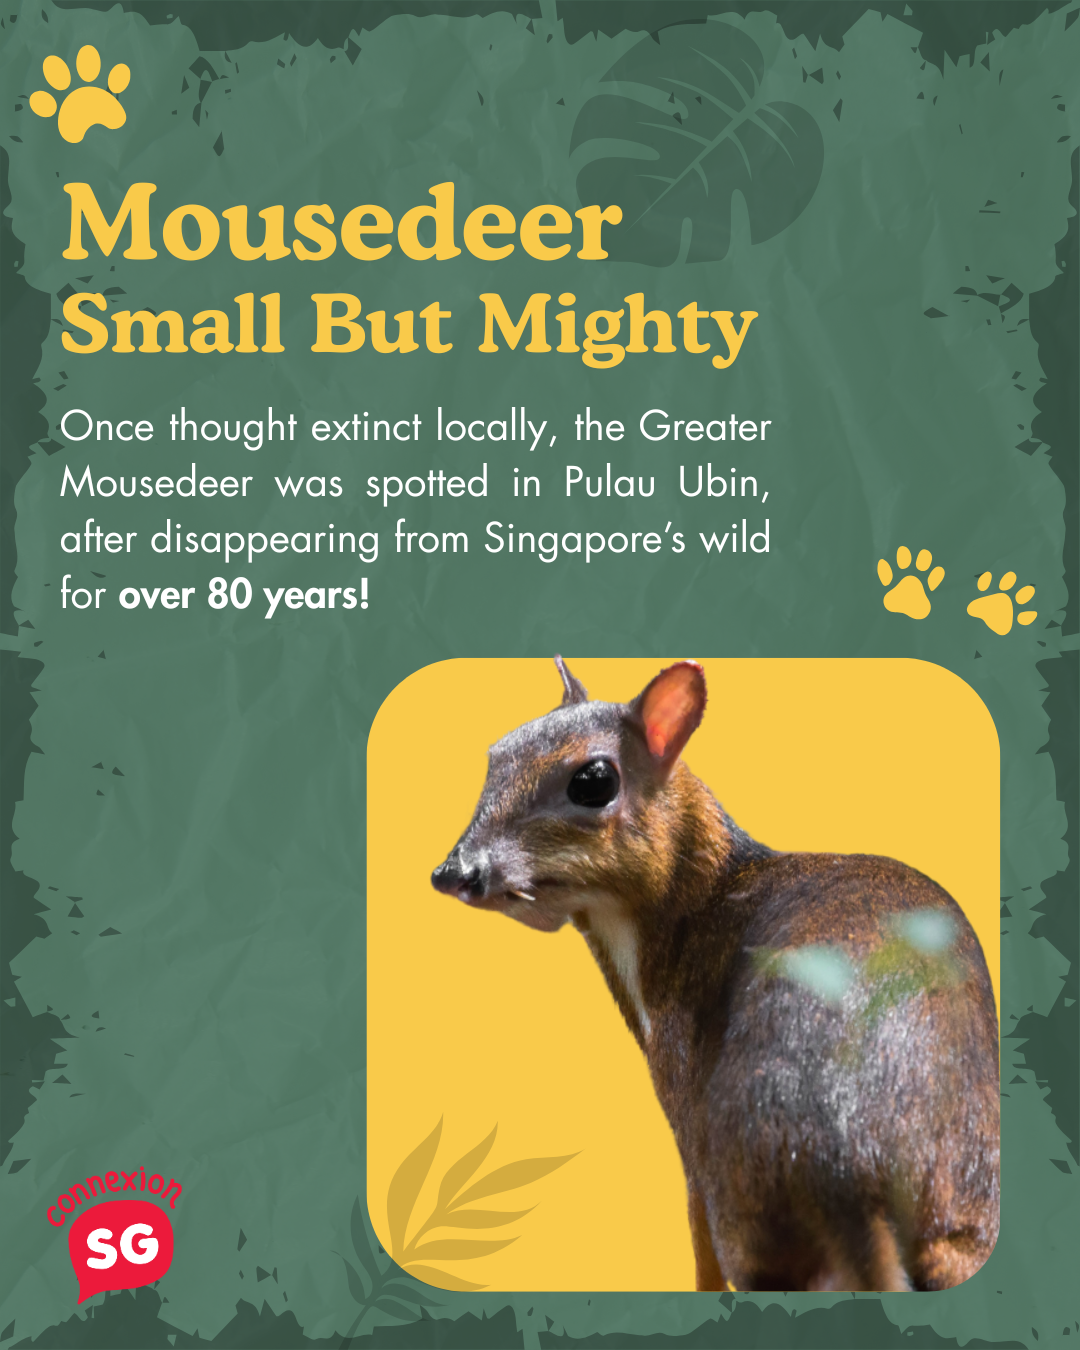 Mousedeer
Small But Mighty
Once thought extinct locally, the Greater
Mousedeer was spotted in Pulau Ubin,
after disappearing from Singapore’s wild
for over 80 years!
connexion
SG